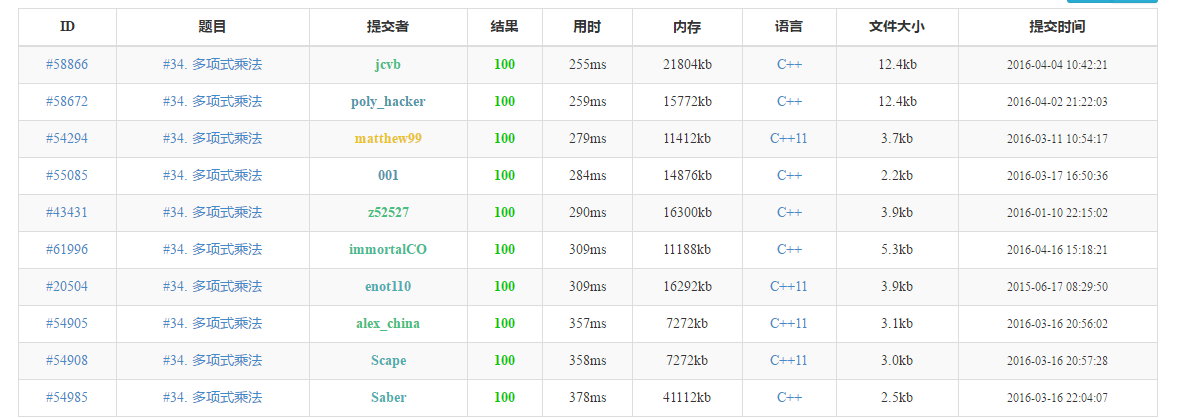 ID 题目 提交者 结果 用时 内存 语言 文件大小 提交时间
#58866 #34. 多项式乘法 jcvb 100 255ms 21804kb C++ 12.4kb 2016-04-04 10:42:21
#58672 #34. 多项式乘法 poly_hacker 100 259ms 15772kb C++ 12.4kb 2016-04-02 21:22:03
#54294 #34. 多项式乘法 matthew99 100 279ms 11412kb C++11 3.7kb 2016-03-11 10:54:17
#55085 #34. 多项式乘法 001 100 284ms 14876kb C++ 2.2kb 2016-03-17 16:50:36
#43431 #34. 多项式乘法 z52527 100 290ms 16300kb C++ 3.9kb 2016-01-10 22:15:02
#61996 #34. 多项式乘法 immortalCO 100 309ms 11188kb C++ 5.3kb 2016-04-16 15:18:21
#20504 #34. 多项式乘法 enot110 100 309ms 16292kb C++11 3.9kb 2015-06-17 08:29:50
#54905 #34. 多项式乘法 alex_china 100 357ms 7272kb C++11 3.1kb 2016-03-16 20:56:02
#54908 #34. 多项式乘法 Scape 100 358ms 7272kb C++11 3.0kb 2016-03-16 20:57:28
#54985 #34. 多项式乘法 Saber 100 378ms 41112kb C++ 2.5kb 2016-03-16 22:04:07